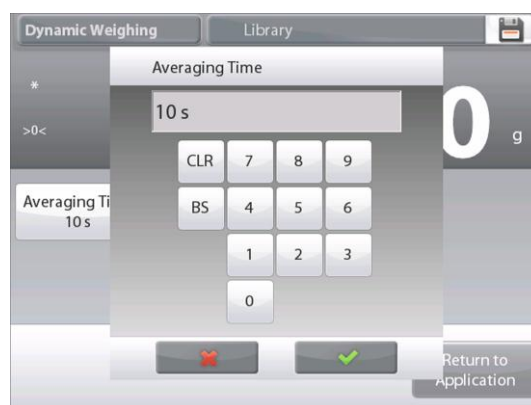 Dynamic Weighing
Library
Averaging Time
*
10 s
>0<
0
g
CLR 7 8 9
Averaging Ti
10 s
BS 4 5 6
1 2 3
0
Return to
Application